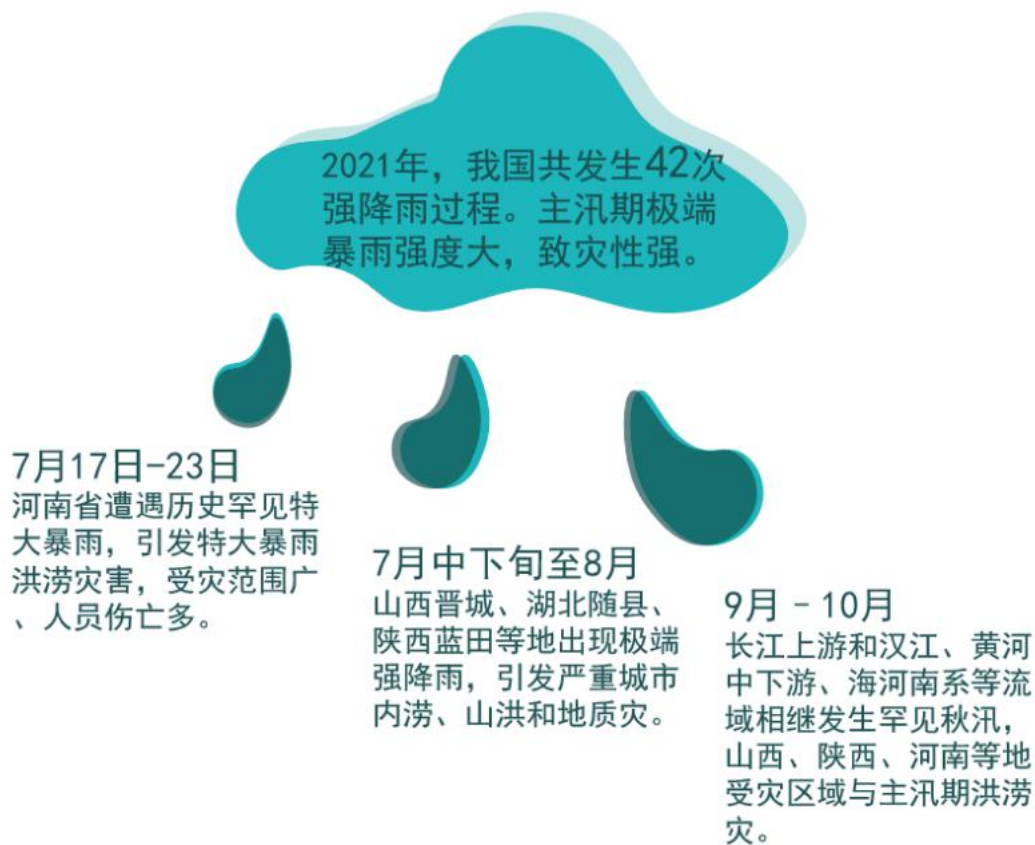 2021年，我国共发生42次
强降雨过程。主汛期极端
暴雨强度大，致灾性强。
7月17日-23日
河南省遭遇历史罕见特
大暴雨，引发特大暴雨
洪涝灾害，受灾范围广
、人员伤亡多。
7月中下旬至8月
山西晋城、湖北随县、
陕西蓝田等地出现极端
强降雨，引发严重城市
内涝、山洪和地质灾。
9月－10月
长江上游和汉江、黄河
中下游、海河南系等流
域相继发生罕见秋汛，
山西、陕西、河南等地
受灾区域与主汛期洪涝
灾。